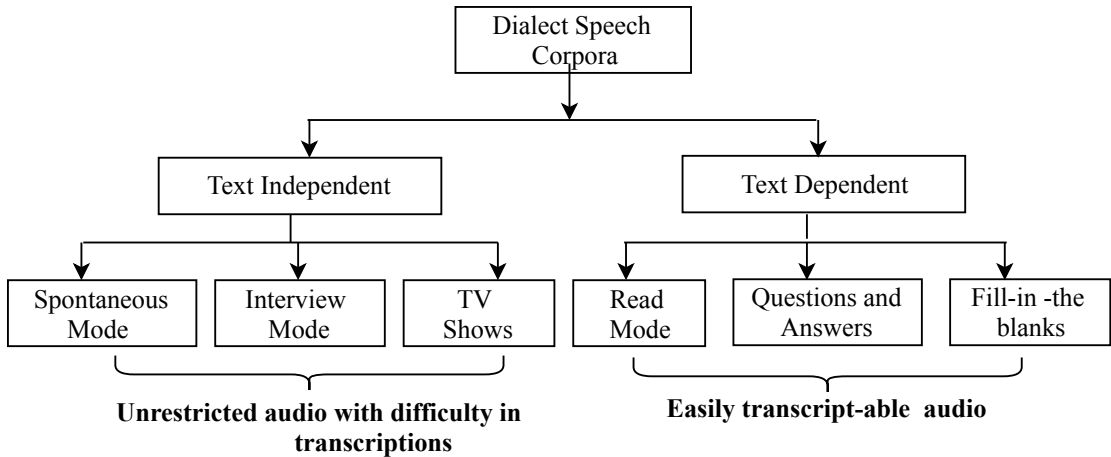 Dialect Speech
Corpora
Text Independent
Text Dependent
Spontaneous
Mode
Interview
Mode
TV
Shows
Read
Mode
Questions and
Answers
Fill-in -the
blanks
Unrestricted audio with difficulty in
transcriptions
Easily transcript-able audio